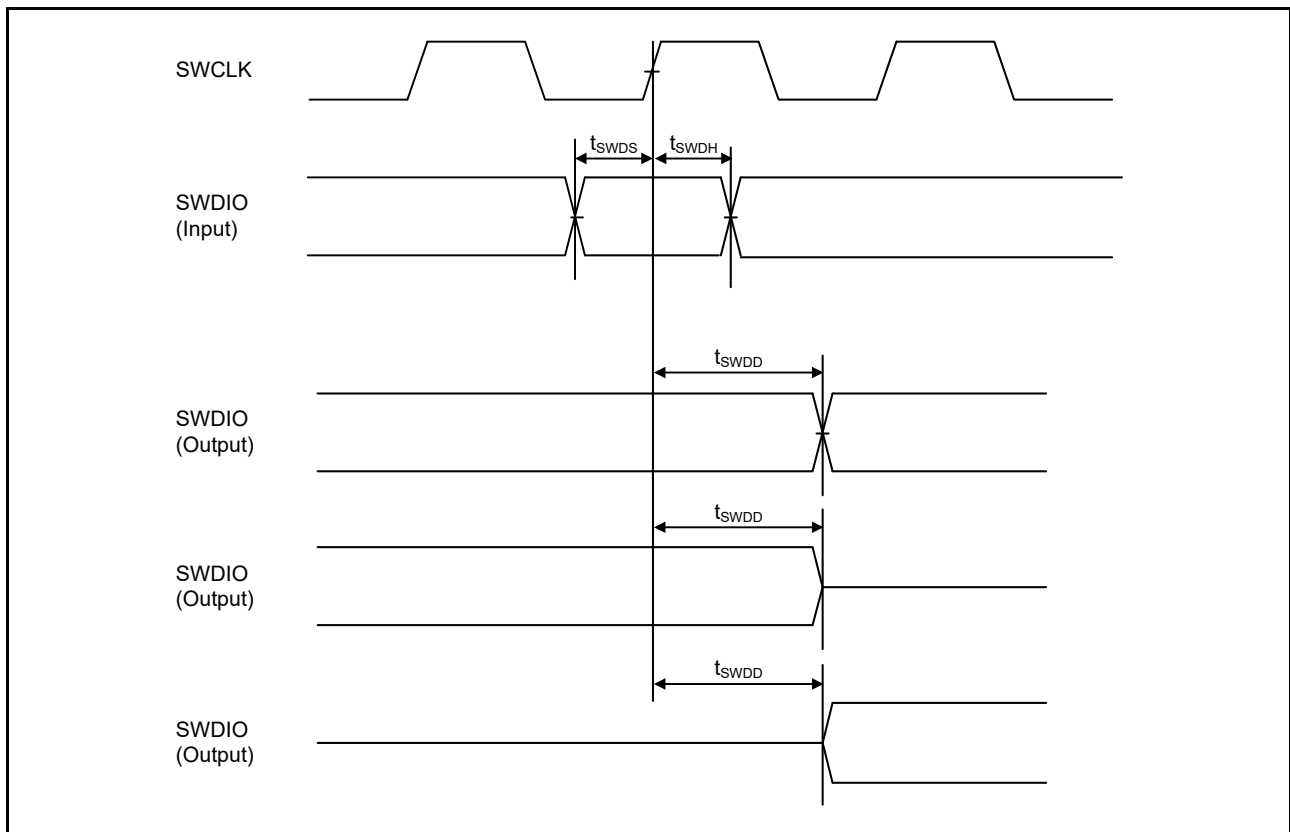 SWCLK
tSWDS
tSWDH
SWDIO
(Input)
tSWDD
SWDIO
(Output)
tSWDD
SWDIO
(Output)
tSWDD
SWDIO
(Output)